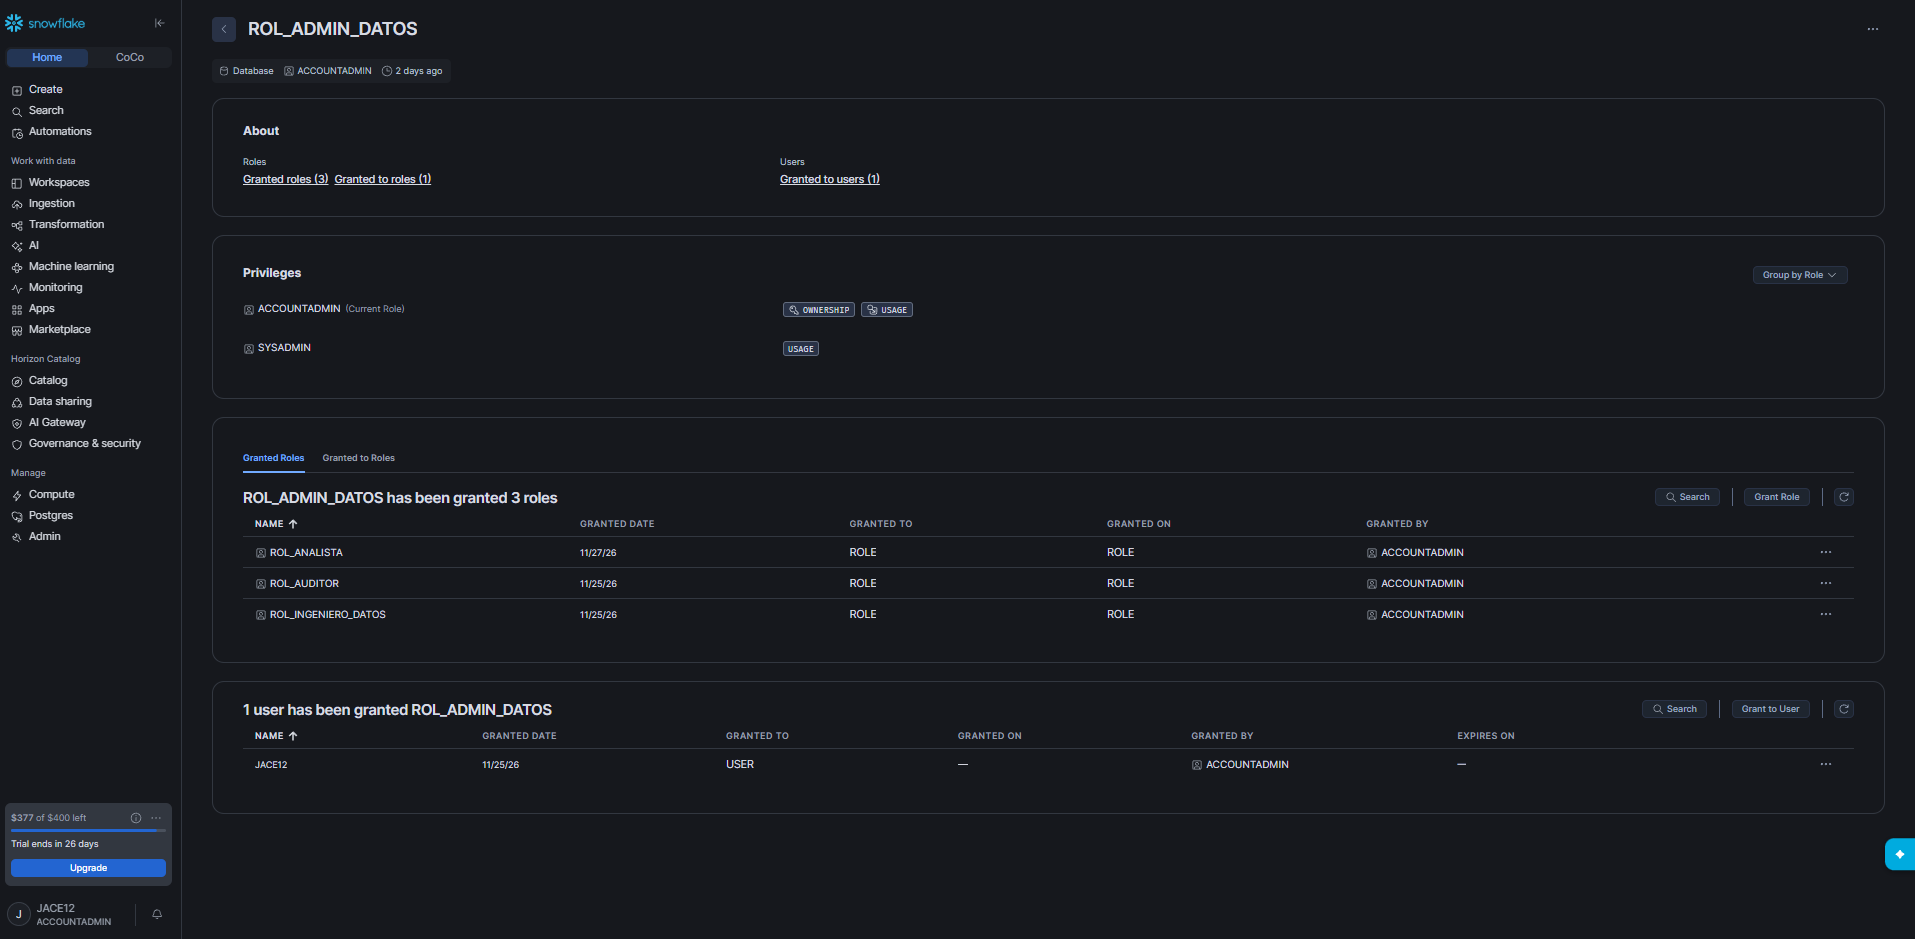 snowflake
Home CoCo
Create
Search
Automations
Work with data
Workspaces
Ingestion
Transformation
AI
Machine learning
Monitoring
Apps
Marketplace
Horizon Catalog
Catalog
Data sharing
AI Gateway
Governance & security
Manage
Compute
Postgres
Admin
$377 of $400 left
Trial ends in 26 days
Upgrade
J JACE12
ACCOUNTADMIN
ROL_ADMIN_DATOS
Database ACCOUNTADMIN 2 days ago
About
Roles Users
Granted roles (3) Granted to roles (1) Granted to users (1)
Privileges Group by Role
ACCOUNTADMIN (Current Role) OWNERSHIP USAGE
SYSADMIN USAGE
Granted Roles Granted to Roles
ROL_ADMIN_DATOS has been granted 3 roles Search Grant Role
NAME GRANTED DATE GRANTED TO GRANTED ON GRANTED BY
ROL_ANALISTA 11/27/26 ROLE ROLE ACCOUNTADMIN
ROL_AUDITOR 11/25/26 ROLE ROLE ACCOUNTADMIN
ROL_INGENIERO_DATOS 11/25/26 ROLE ROLE ACCOUNTADMIN
1 user has been granted ROL_ADMIN_DATOS Search Grant to User
NAME GRANTED DATE GRANTED TO GRANTED ON GRANTED BY EXPIRES ON
JACE12 11/25/26 USER — ACCOUNTADMIN —